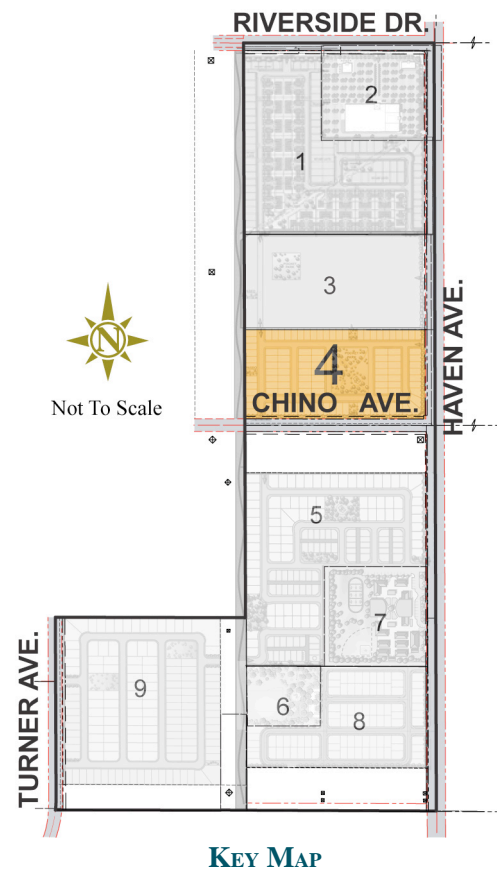 RIVERSIDE DR.
2
1
3
HAVEN AVE.
N
Not To Scale
4
CHINO AVE.
5
7
TURNER AVE.
9
6
8
KEY MAP